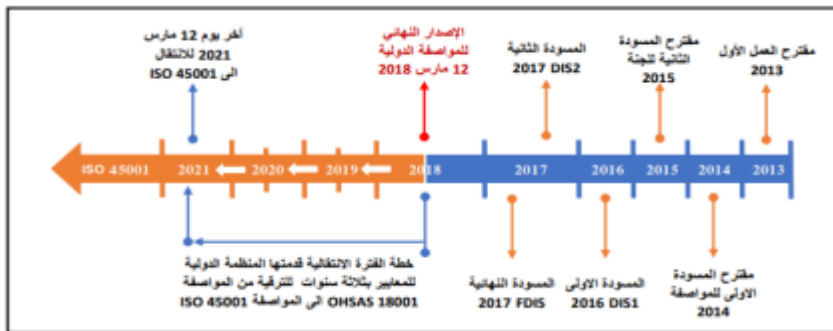 مقترح العمل الأول
2013
مقترح المسودة
الثانية للجنة
2015
المسودة الثانية
2017 DIS2
الإصدار النهائي
للمواصفة الدولية
12 مارس 2018
آخر يوم 12 مارس
2021 للانتقال
الى ISO 45001
2013
2014
2015
2016
2017
2018
2019
2020
2021
ISO 45001
مقترح المسودة
الاولى للمواصفة
2014
المسودة الاولى
2016 DIS1
المسودة النهائية
2017 FDIS
خطة الفترة الانتقالية قدمتها المنظمة الدولية
للمعايير بثلاثة سنوات للترقية من المواصفة
OHSAS 18001 الى المواصفة ISO 45001